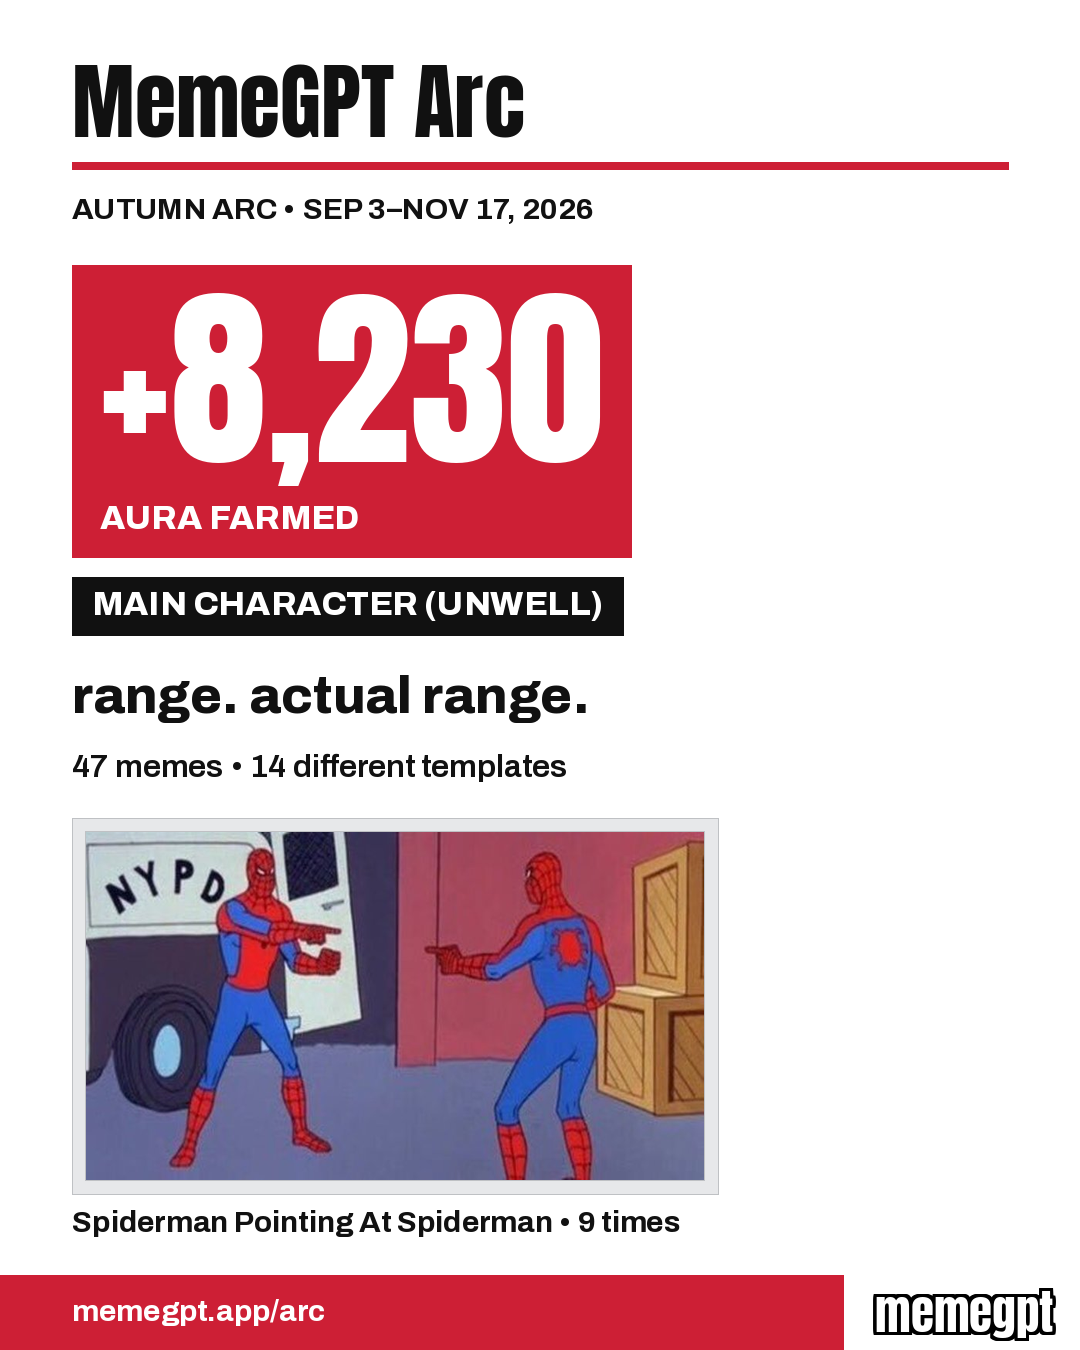 MemeGPT Arc
AUTUMN ARC • SEP 3–NOV 17, 2026
+8,230
AURA FARMED
MAIN CHARACTER (UNWELL)
range. actual range.
47 memes • 14 different templates
NYPD
Spiderman Pointing At Spiderman • 9 times
memegpt.app/arc
memegpt